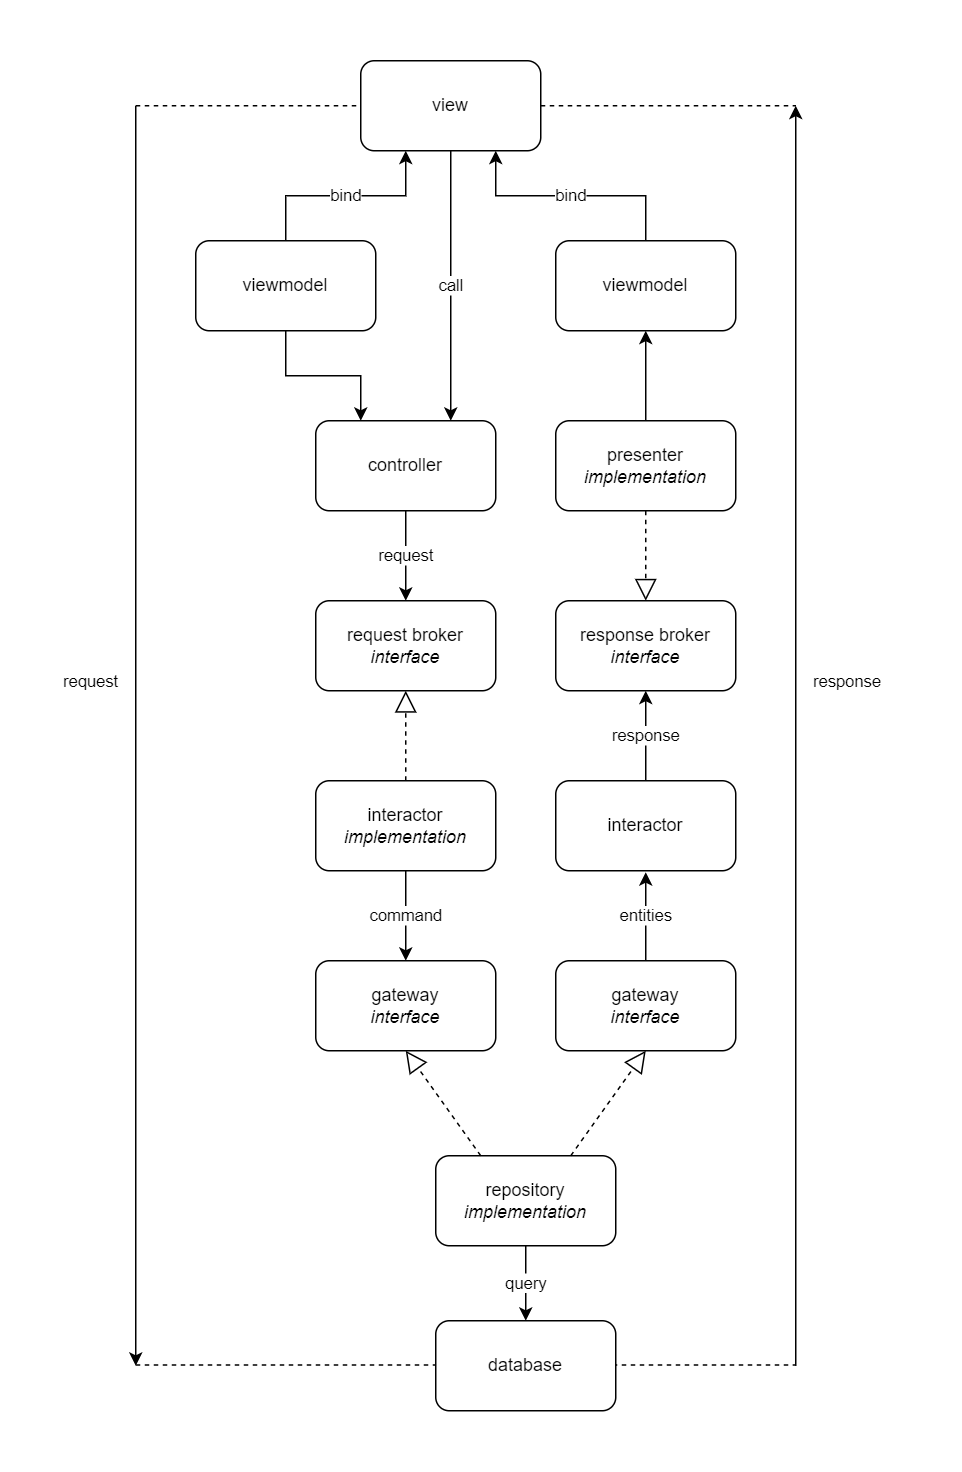 view
bind
bind
viewmodel
call
viewmodel
controller
presenter
implementation
request
request broker
interface
response broker
interface
request
response
response
interactor
implementation
interactor
command
entities
gateway
interface
gateway
interface
repository
implementation
query
database